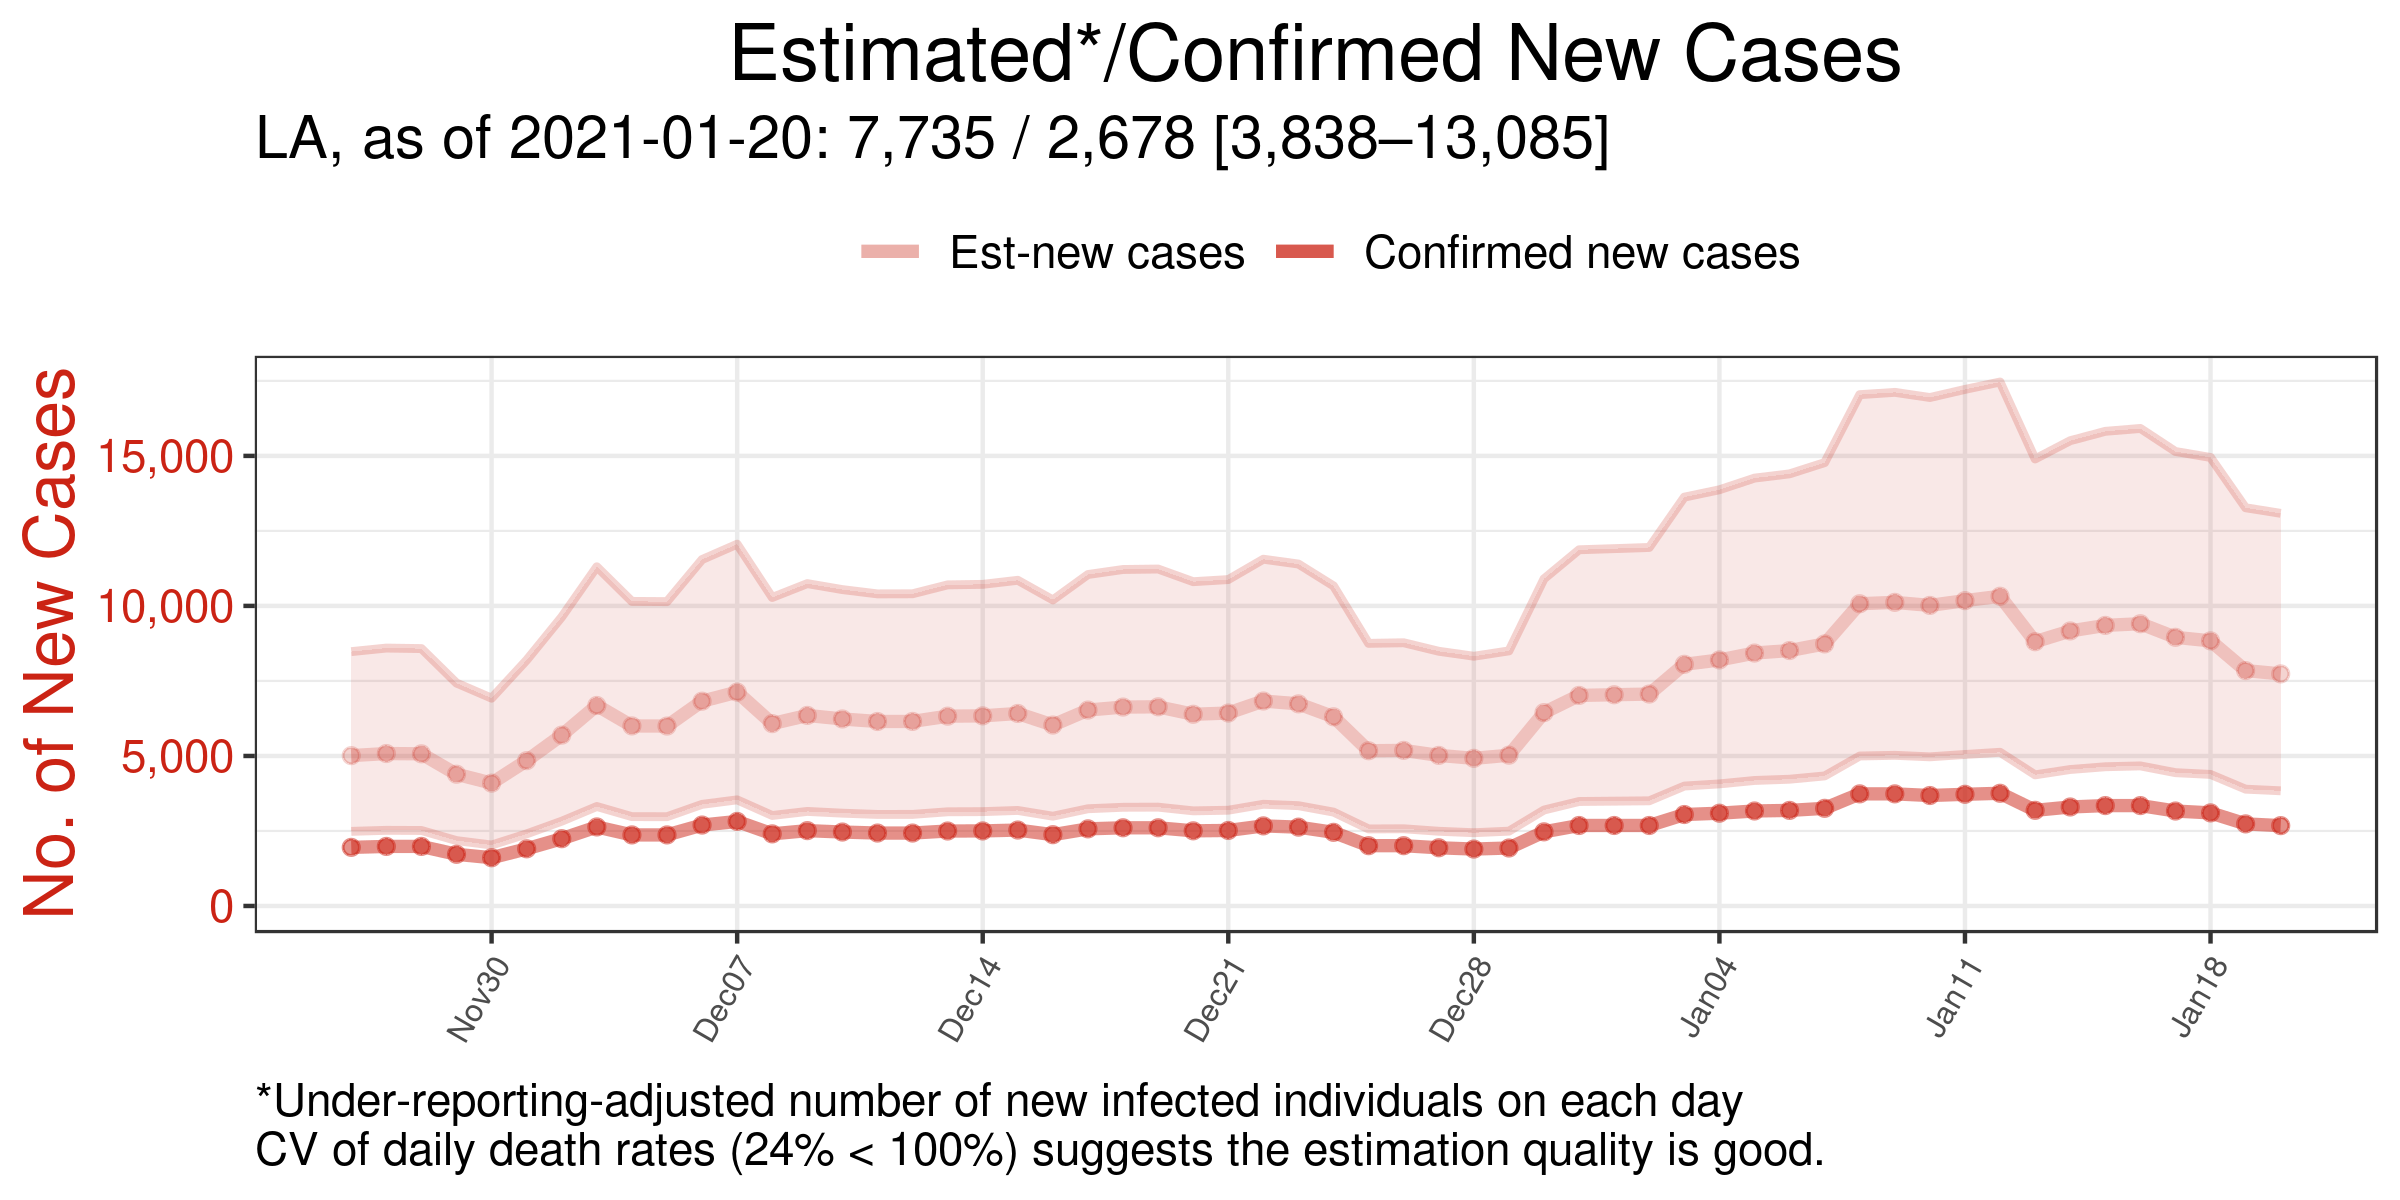 Estimated*/Confirmed New Cases
LA, as of 2021-01-20: 7,735 / 2,678 [3,838–13,085]
Est-new cases
Confirmed new cases
No. of New Cases
15,000
10,000
5,000
0
Nov30
Dec07
Dec14
Dec21
Dec28
Jan04
Jan11
Jan18
*Under-reporting-adjusted number of new infected individuals on each day
CV of daily death rates (24% < 100%) suggests the estimation quality is good.